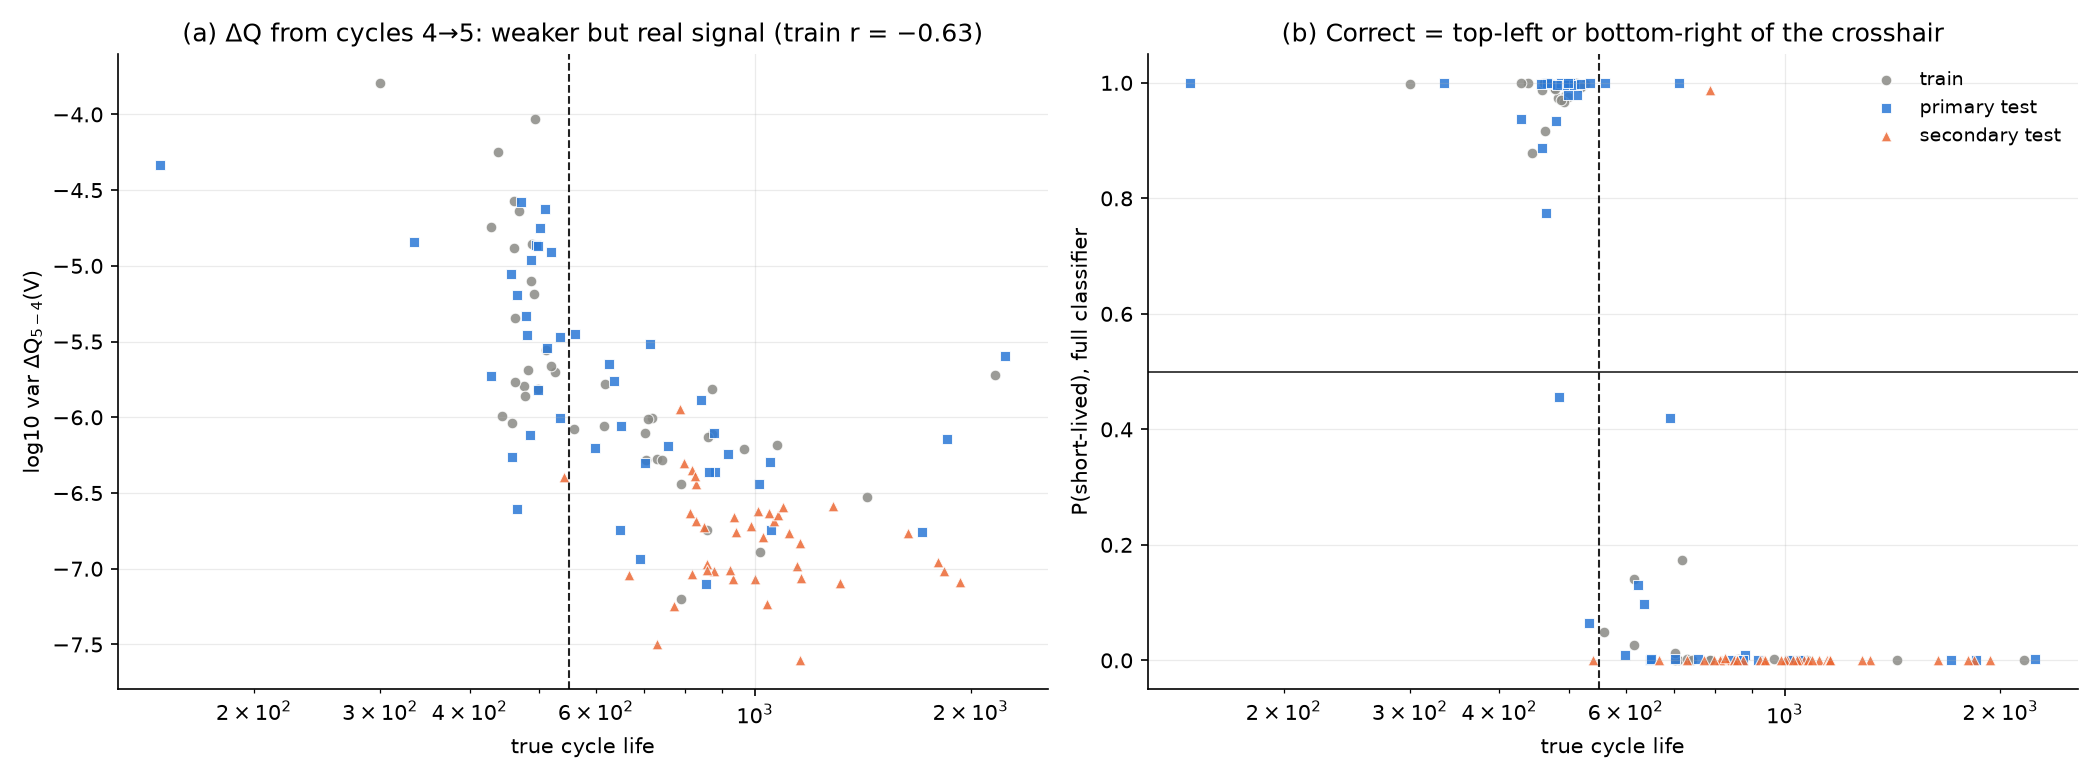 (a) ΔQ from cycles 4→5: weaker but real signal (train r = −0.63)
log10 var ΔQ₅₋₄(V)
−4.0
−4.5
−5.0
−5.5
−6.0
−6.5
−7.0
−7.5
2 × 10²
3 × 10²
4 × 10²
6 × 10²
10³
2 × 10³
true cycle life
(b) Correct = top-left or bottom-right of the crosshair
P(short-lived), full classifier
1.0
0.8
0.6
0.4
0.2
0.0
train
primary test
secondary test
2 × 10²
3 × 10²
4 × 10²
6 × 10²
10³
2 × 10³
true cycle life